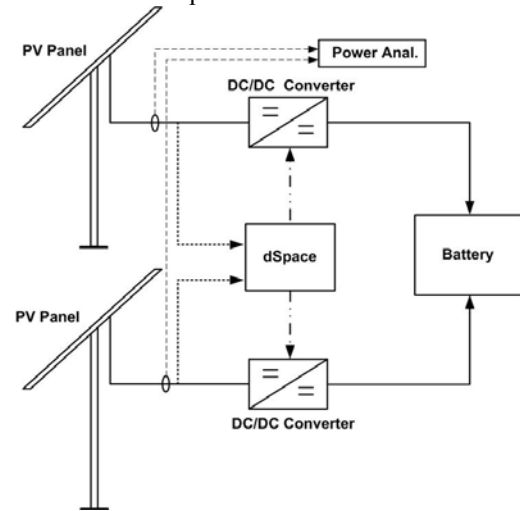 PV Panel
Power Anal.
DC/DC Converter
dSpace
Battery
PV Panel
DC/DC Converter